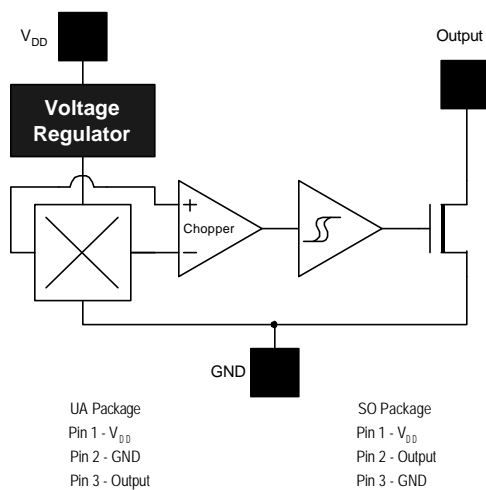 V_DD
Output
Voltage
Regulator
+
Chopper
−
GND
UA Package
Pin 1 - V_DD
Pin 2 - GND
Pin 3 - Output
SO Package
Pin 1 - V_DD
Pin 2 - Output
Pin 3 - GND